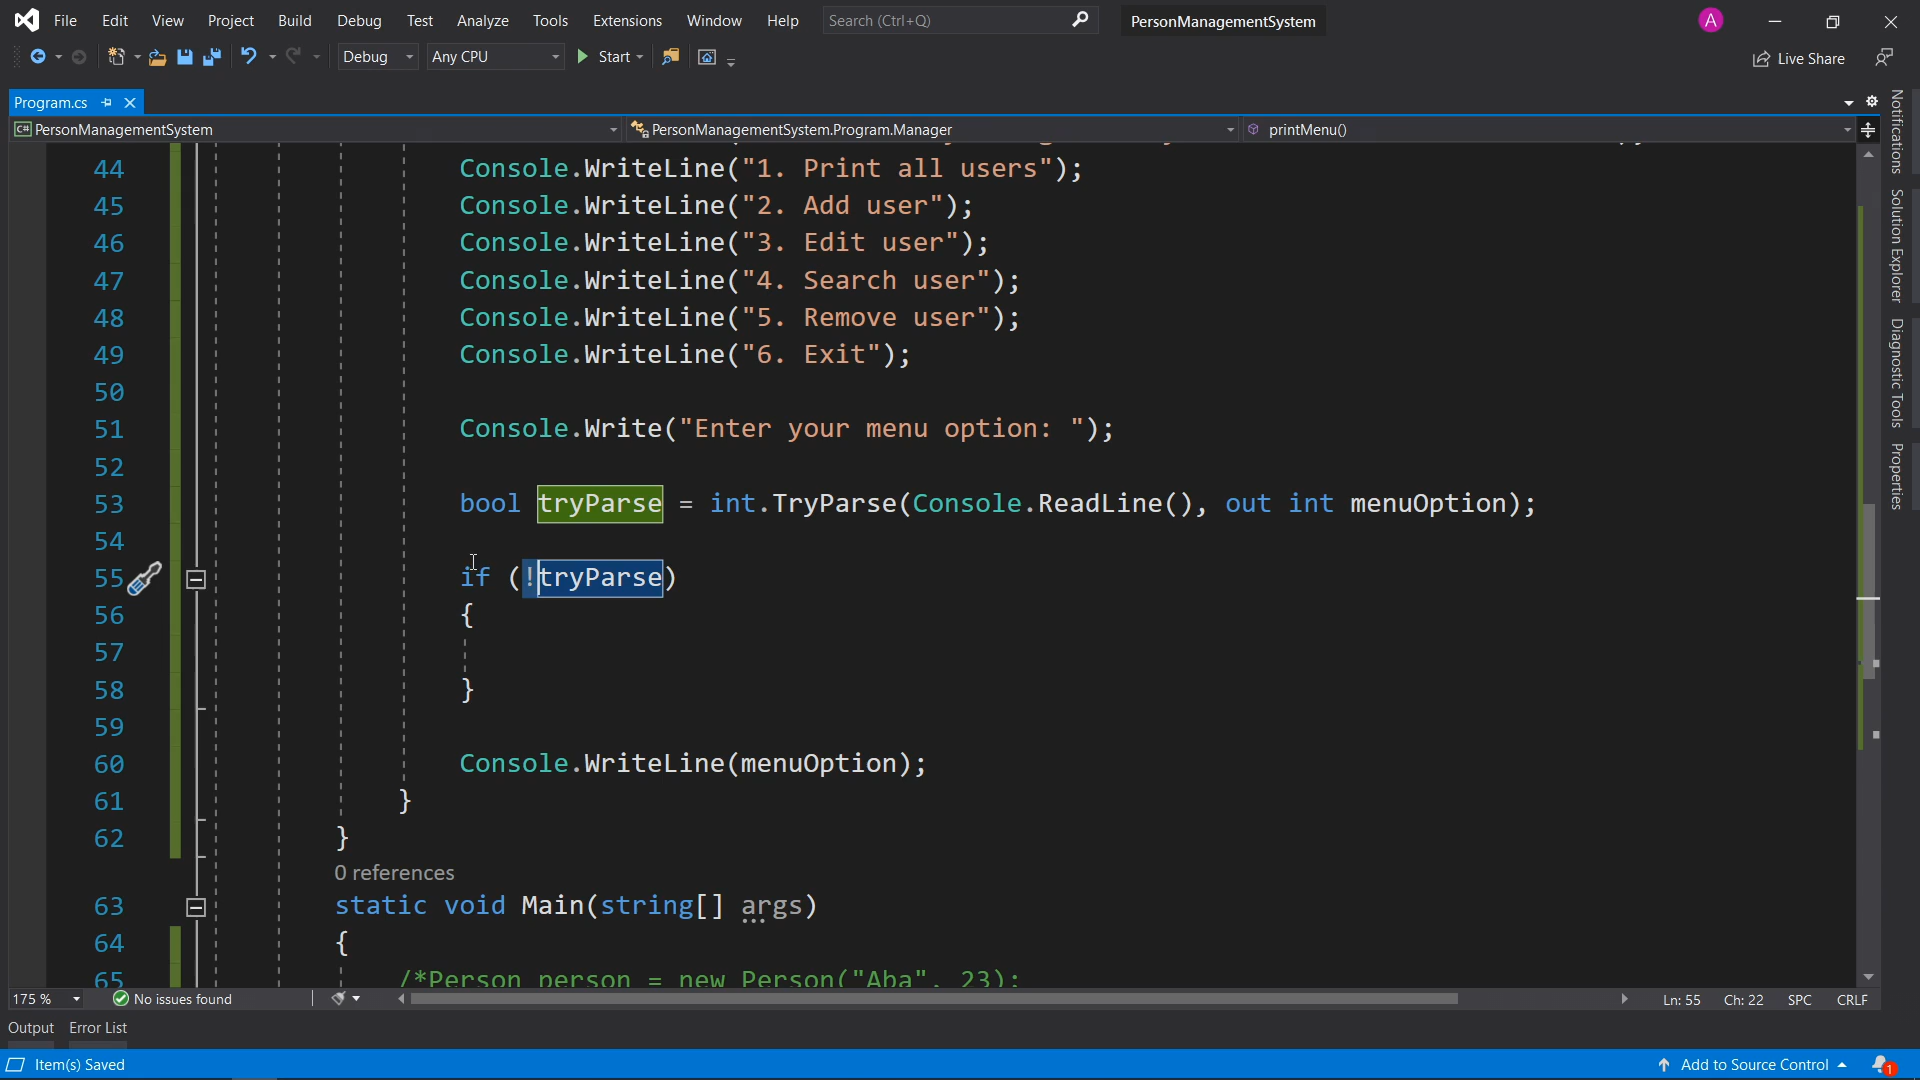 File Edit View Project Build Debug Test Analyze Tools Extensions Window Help Search (Ctrl+Q) PersonManagementSystem A
Debug Any CPU Start Live Share
Program.cs
C# PersonManagementSystem PersonManagementSystem.Program.Manager printMenu()
44 Console.WriteLine("1. Print all users");
45 Console.WriteLine("2. Add user");
46 Console.WriteLine("3. Edit user");
47 Console.WriteLine("4. Search user");
48 Console.WriteLine("5. Remove user");
49 Console.WriteLine("6. Exit");
50
51 Console.Write("Enter your menu option: ");
52
53 bool tryParse = int.TryParse(Console.ReadLine(), out int menuOption);
54
55 if (!tryParse)
56 {
57
58 }
59
60 Console.WriteLine(menuOption);
61 }
62 }
0 references
63 static void Main(string[] args)
64 {
65 /*Person person = new Person("Aba", 23);
175 % No issues found Ln: 55 Ch: 22 SPC CRLF
Output Error List
Item(s) Saved Add to Source Control 1
Notifications
Solution Explorer
Diagnostic Tools
Properties